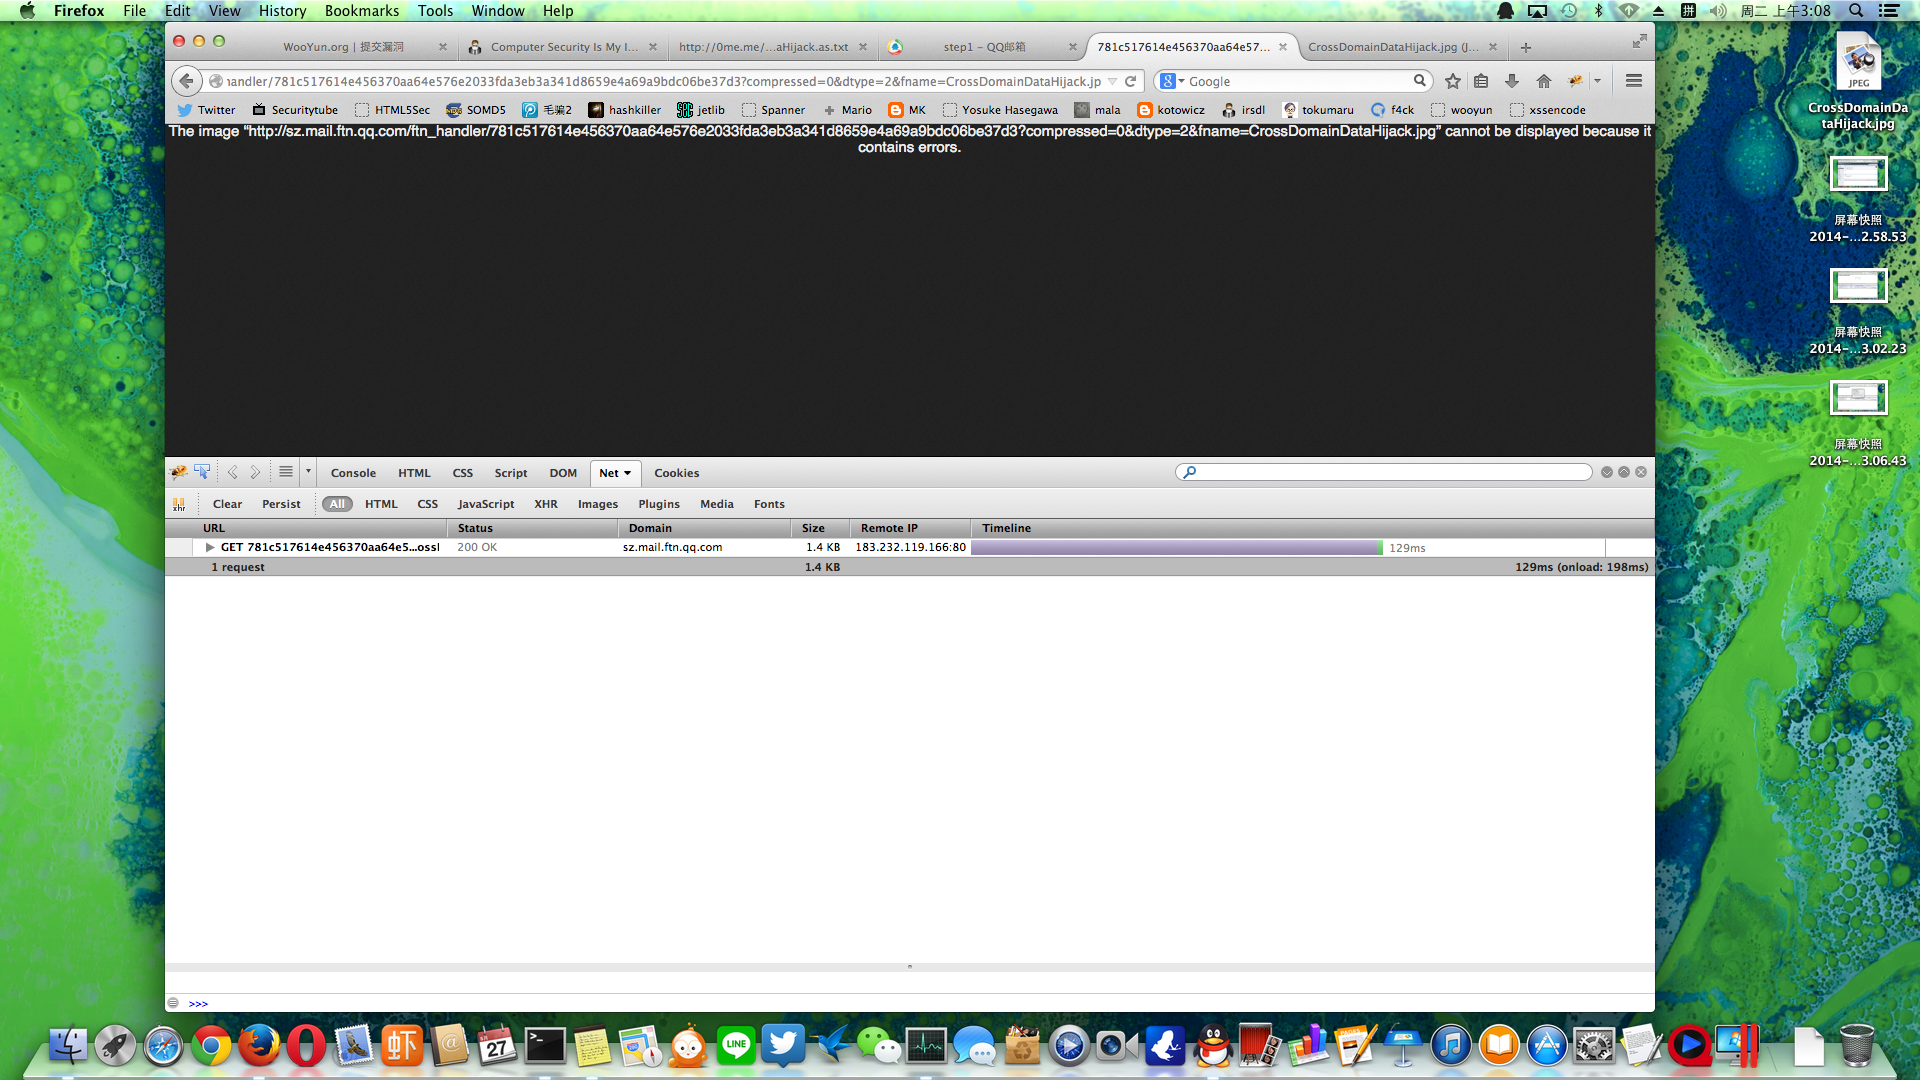 Firefox File Edit View History Bookmarks Tools Window Help
拼 周二 上午3:08
WooYun.org | 提交漏洞
Computer Security Is My I...
http://0me.me/...aHijack.as.txt
step1 - QQ邮箱
781c517614e456370aa64e57...
CrossDomainDataHijack.jpg (J...
ıandler/781c517614e456370aa64e576e2033fda3eb3a341d8659e4a69a9bdc06be37d3?compressed=0&dtype=2&fname=CrossDomainDataHijack.jp
Google
Twitter Securitytube HTML5Sec SOMD5 毛骗2 hashkiller jetlib Spanner Mario MK Yosuke Hasegawa mala kotowicz irsdl tokumaru f4ck wooyun xssencode
The image “http://sz.mail.ftn.qq.com/ftn_handler/781c517614e456370aa64e576e2033fda3eb3a341d8659e4a69a9bdc06be37d3?compressed=0&dtype=2&fname=CrossDomainDataHijack.jpg” cannot be displayed because it
contains errors.
JPEG
CrossDomainDa
taHijack.jpg
屏幕快照
2014-...2.58.53
屏幕快照
2014-...3.02.23
屏幕快照
2014-...3.06.43
Console HTML CSS Script DOM Net Cookies
xhr Clear Persist All HTML CSS JavaScript XHR Images Plugins Media Fonts
URL Status Domain Size Remote IP Timeline
GET 781c517614e456370aa64e5...ossI 200 OK sz.mail.ftn.qq.com 1.4 KB 183.232.119.166:80 129ms
1 request 1.4 KB 129ms (onload: 198ms)
>>>
虾
27
LINE
PAGES